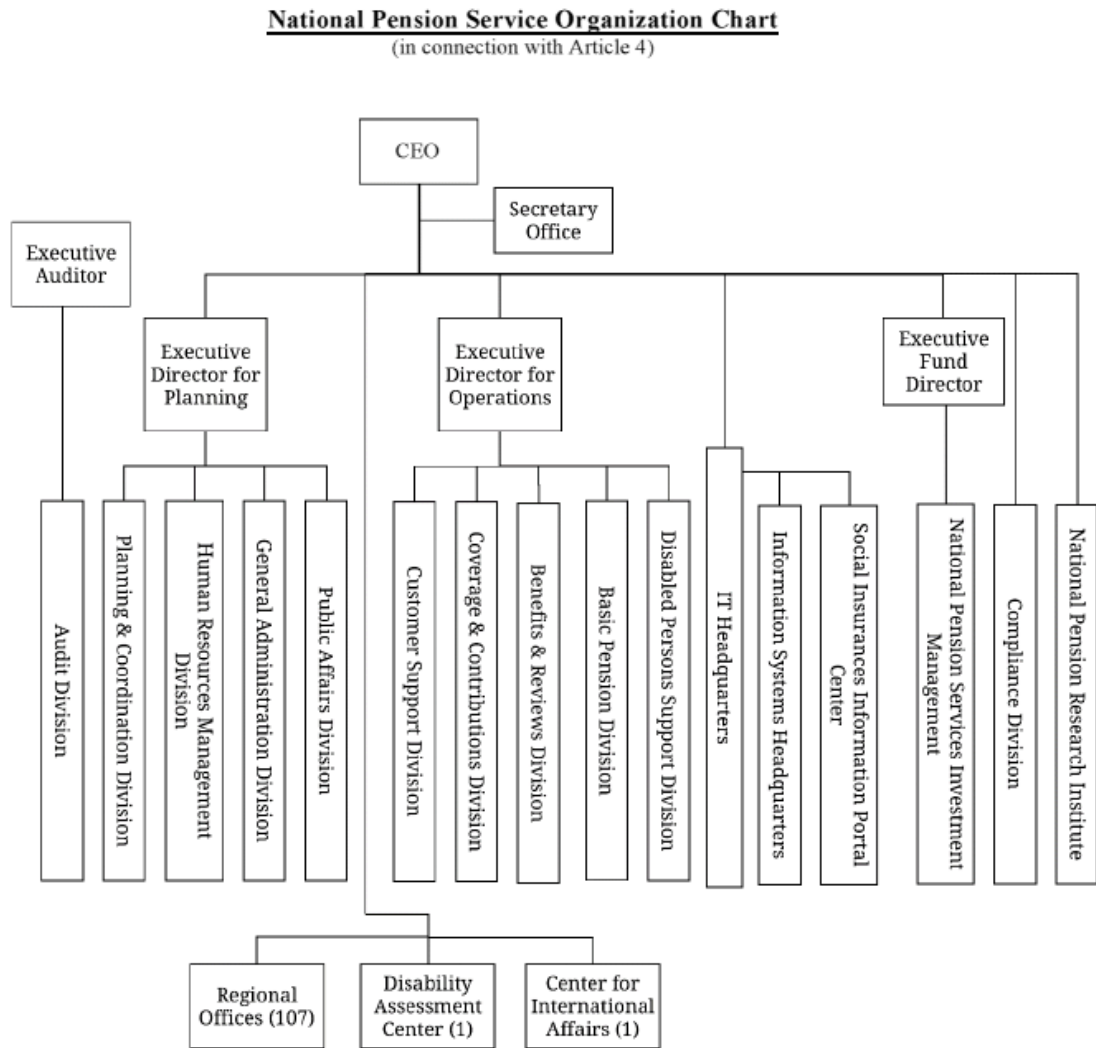 National Pension Service Organization Chart
(in connection with Article 4)
CEO
Secretary
Office
Executive
Auditor
Executive
Director for
Planning
Executive
Director for
Operations
Executive
Fund
Director
Audit Division
Planning & Coordination Division
Human Resources Management
Division
General Administration Division
Public Affairs Division
Customer Support Division
Coverage & Contributions Division
Benefits & Reviews Division
Basic Pension Division
Disabled Persons Support Division
IT Headquarters
Information Systems Headquarters
Social Insurances Information Portal
Center
National Pension Services Investment
Management
Compliance Division
National Pension Research Institute
Regional
Offices (107)
Disability
Assessment
Center (1)
Center for
International
Affairs (1)